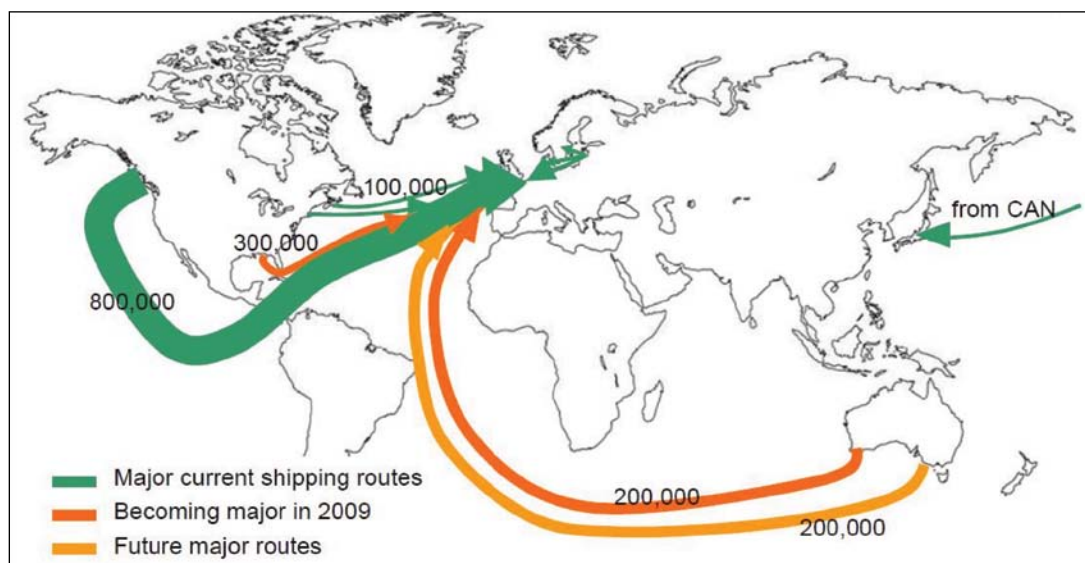 100,000
from CAN
300,000
800,000
200,000
200,000
Major current shipping routes
Becoming major in 2009
Future major routes